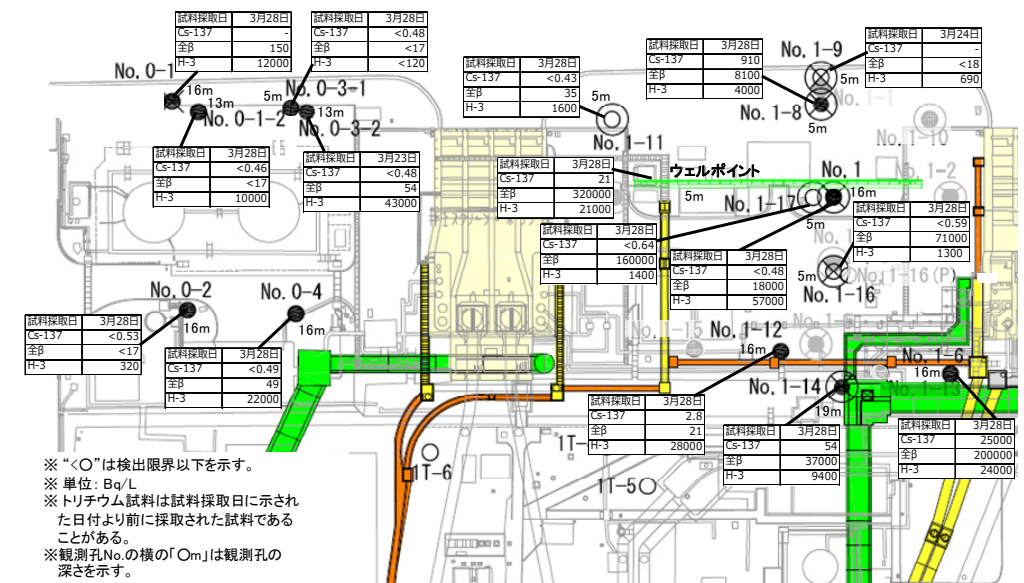 試料採取日 3月28日
Cs-137 -
全β 150
H-3 12000
試料採取日 3月28日
Cs-137 <0.48
全β <17
H-3 <120
試料採取日 3月28日
Cs-137 <0.43
全β 35
H-3 1600
試料採取日 3月28日
Cs-137 910
全β 8100
H-3 4000
試料採取日 3月24日
Cs-137 -
全β <18
H-3 690
No. 0-1
16m
13m
No. 0-1-2
5m
No. 0-3-1
13m
No. 0-3-2
5m
No. 1-11
No. 1-9
5m
No. 1-8
5m
No. 1-1
No. 1-10
試料採取日 3月28日
Cs-137 <0.46
全β <17
H-3 10000
試料採取日 3月23日
Cs-137 <0.48
全β 54
H-3 43000
試料採取日 3月28日
Cs-137 21
全β 320000
H-3 21000
ウェルポイント
5m
No. 1
16m
No. 1-17
5m
No. 1-2
試料採取日 3月28日
Cs-137 <0.64
全β 160000
H-3 1400
試料採取日 3月28日
Cs-137 <0.48
全β 18000
H-3 57000
試料採取日 3月28日
Cs-137 <0.59
全β 71000
H-3 1300
5m
No. 1-16
No. 1-16(P)
No. 0-2
16m
No. 0-4
16m
試料採取日 3月28日
Cs-137 <0.53
全β <17
H-3 320
試料採取日 3月28日
Cs-137 <0.49
全β 49
H-3 22000
No. 1-15
No. 1-12
16m
No. 1-14
19m
No. 1-6
16m
No. 1-13
試料採取日 3月28日
Cs-137 2.8
全β 21
H-3 28000
試料採取日 3月28日
Cs-137 54
全β 37000
H-3 9400
試料採取日 3月28日
Cs-137 25000
全β 200000
H-3 24000
1T-6
1T-5
※ “<○”は検出限界以下を示す。
※ 単位: Bq/L
※トリチウム試料は試料採取日に示され
た日付より前に採取された試料である
ことがある。
※観測孔No.の横の「○m」は観測孔の
深さを示す。